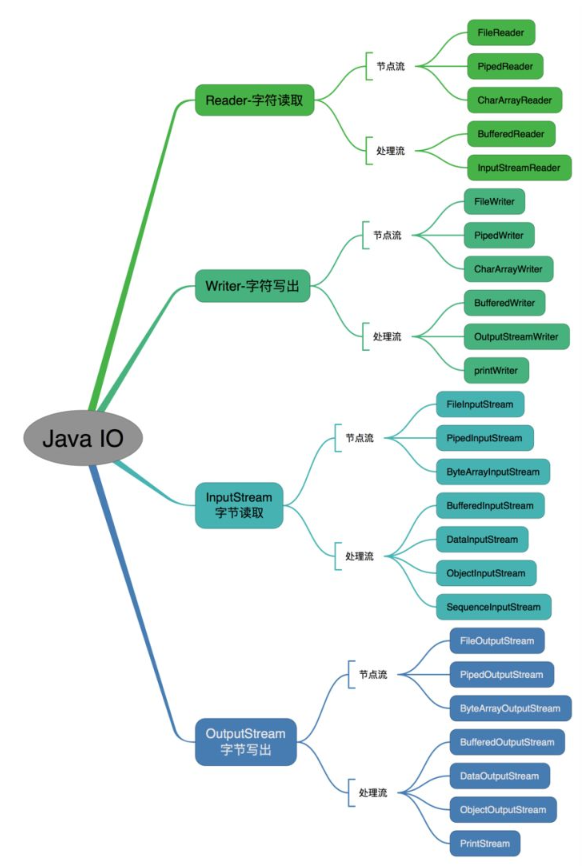 Java IO
Reader-字符读取
节点流
FileReader
PipedReader
CharArrayReader
处理流
BufferedReader
InputStreamReader
Writer-字符写出
节点流
FileWriter
PipedWriter
CharArrayWriter
处理流
BufferedWriter
OutputStreamWriter
printWriter
InputStream
字节读取
节点流
FileInputStream
PipedInputStream
ByteArrayInputStream
处理流
BufferedInputStream
DataInputStream
ObjectInputStream
SequenceInputStream
OutputStream
字节写出
节点流
FileOutputStream
PipedOutputStream
ByteArrayOutputStream
处理流
BufferedOutputStream
DataOutputStream
ObjectOutputStream
PrintStream